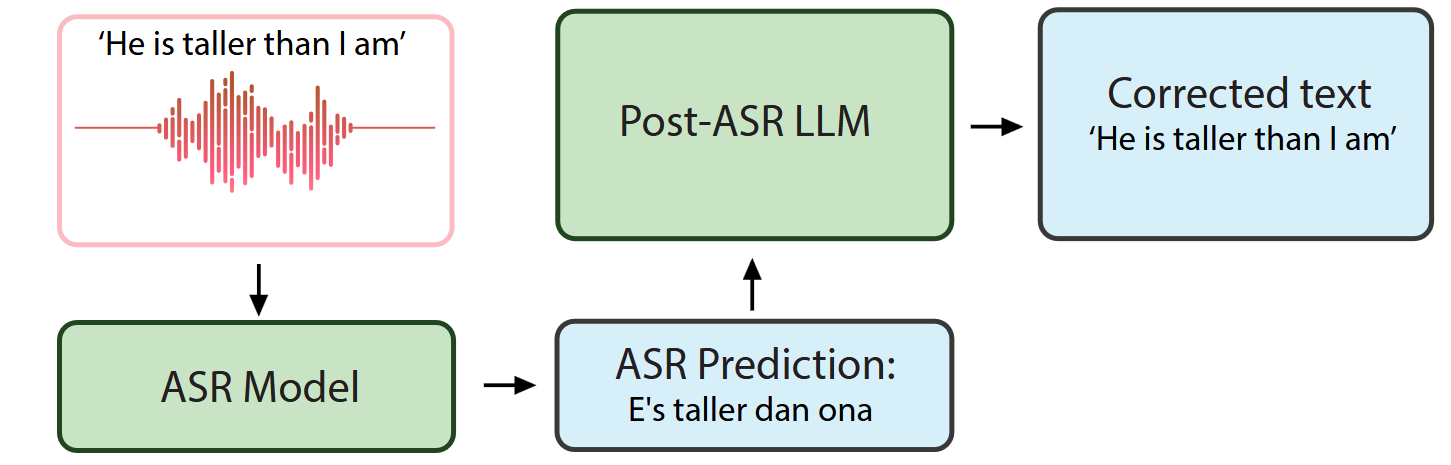 ‘He is taller than I am’
ASR Model
ASR Prediction:
E's taller dan ona
Post-ASR LLM
Corrected text
‘He is taller than I am’